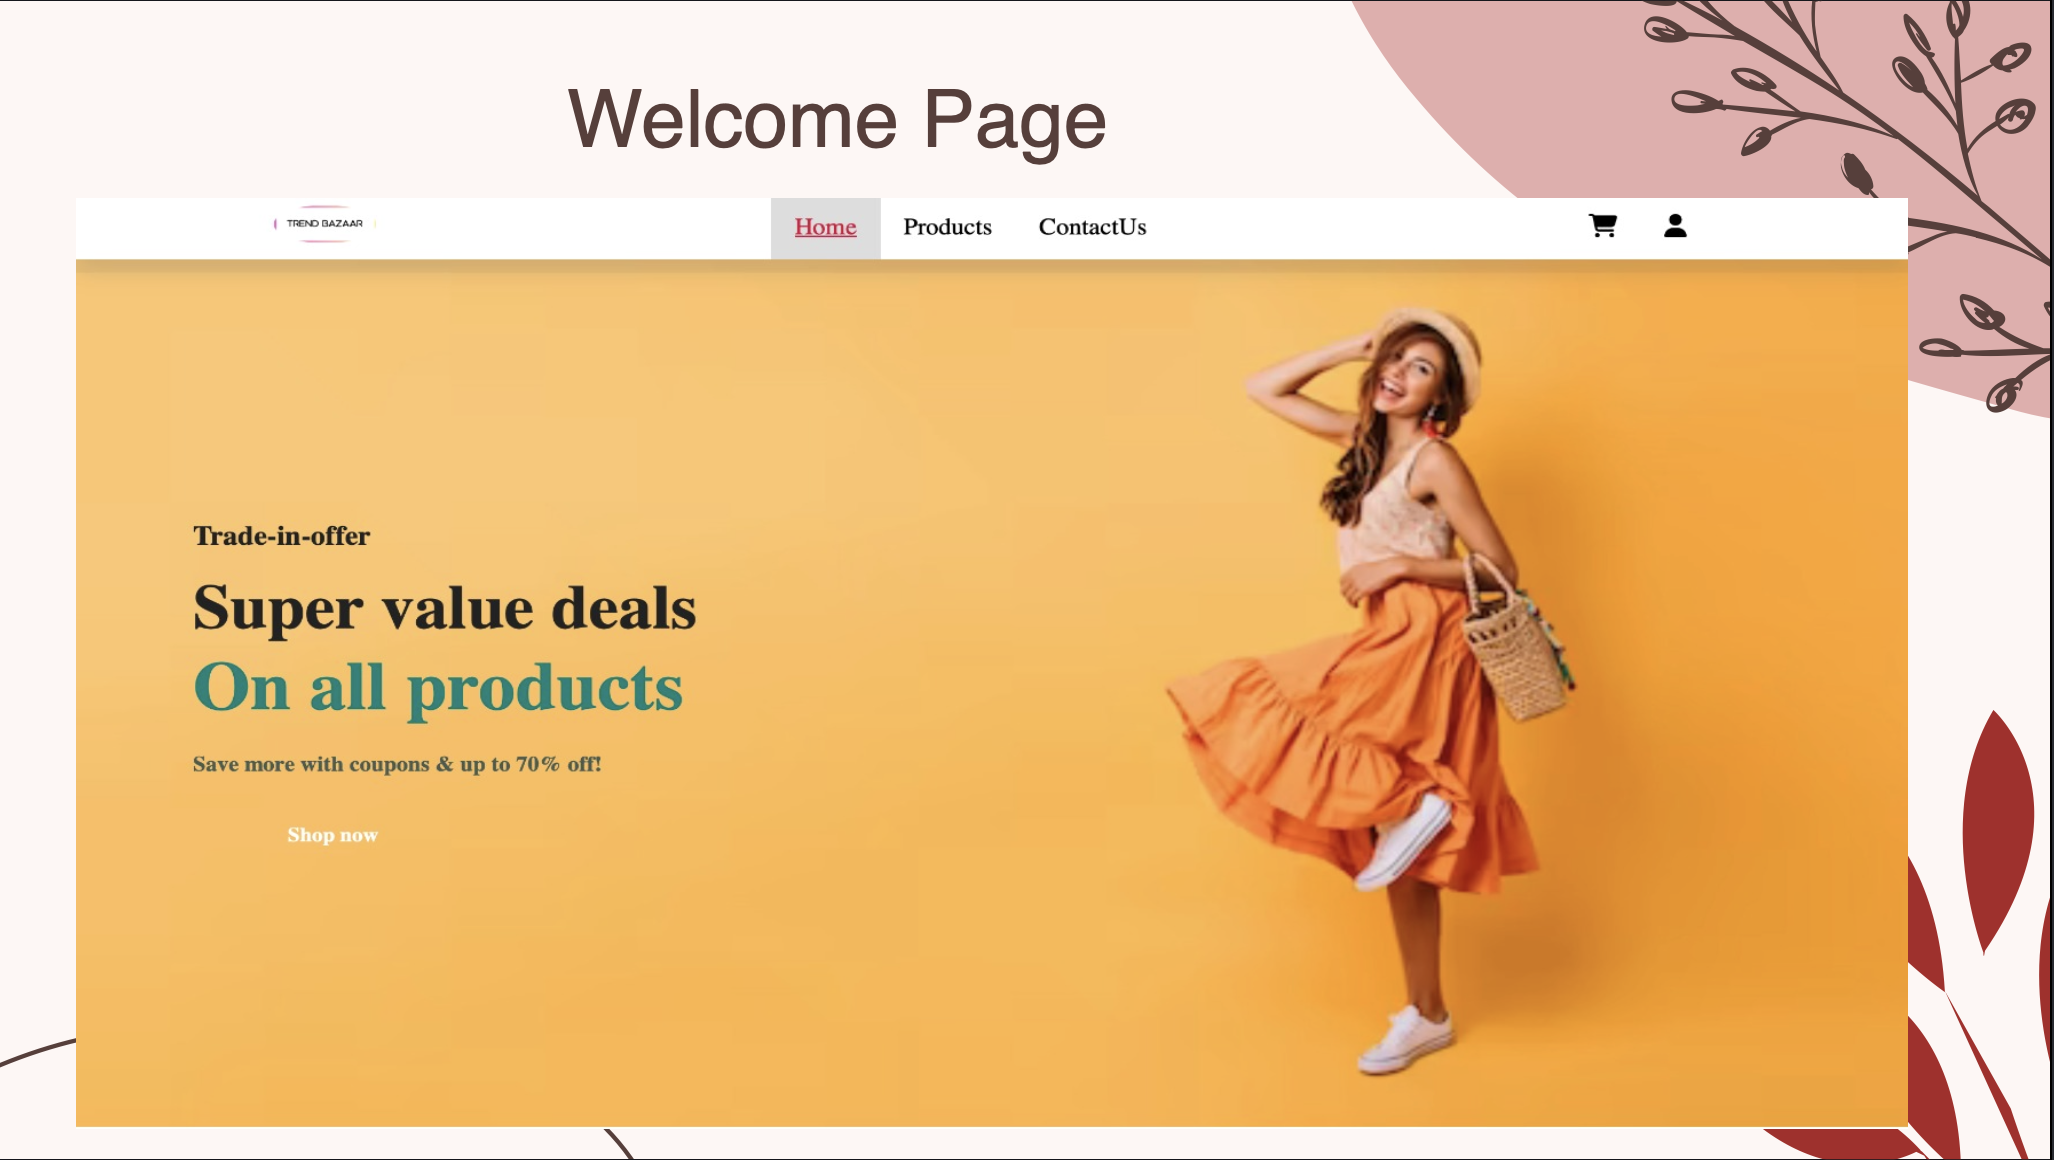 Welcome Page
TREND BAZAAR
Home Products ContactUs
Trade-in-offer
Super value deals
On all products
Save more with coupons & up to 70% off!
Shop now